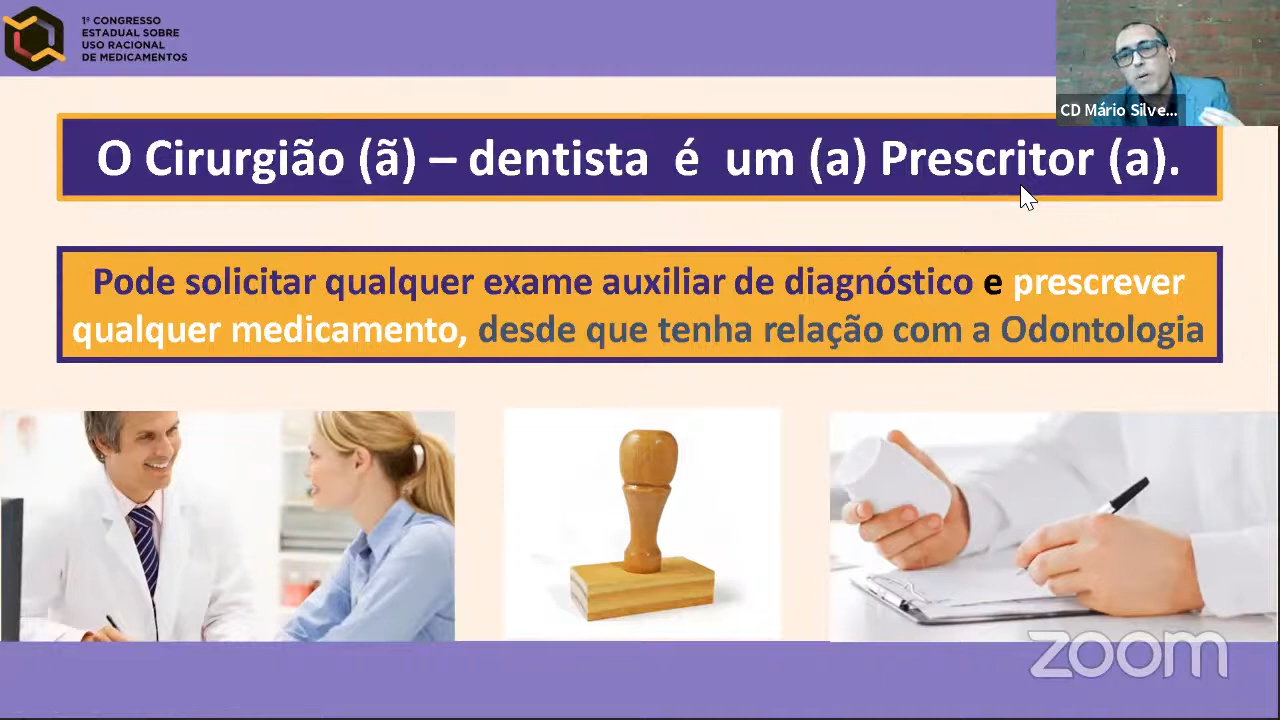 1º CONGRESSO
ESTADUAL SOBRE
USO RACIONAL
DE MEDICAMENTOS
CD Mário Silve...
O Cirurgião (ã) – dentista é um (a) Prescritor (a).
Pode solicitar qualquer exame auxiliar de diagnóstico e prescrever
qualquer medicamento, desde que tenha relação com a Odontologia
zoom